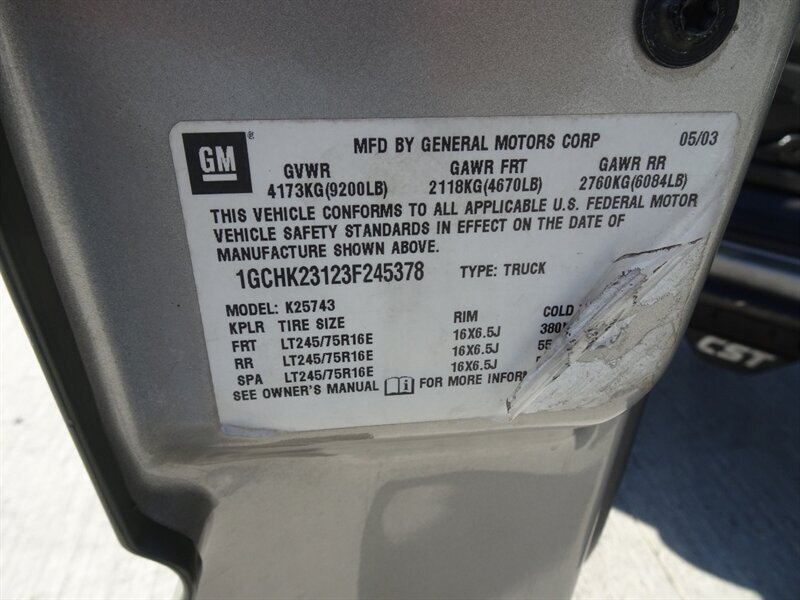 GM ® MFD BY GENERAL MOTORS CORP 05/03
GVWR GAWR FRT GAWR RR
4173KG(9200LB) 2118KG(4670LB) 2760KG(6084LB)
THIS VEHICLE CONFORMS TO ALL APPLICABLE U.S. FEDERAL MOTOR
VEHICLE SAFETY STANDARDS IN EFFECT ON THE DATE OF
MANUFACTURE SHOWN ABOVE.
1GCHK23123F245378 TYPE: TRUCK
MODEL: K25743
KPLR TIRE SIZE RIM COLD
FRT LT245/75R16E 16X6.5J 380
RR LT245/75R16E 16X6.5J 55
SPA LT245/75R16E 16X6.5J
SEE OWNER'S MANUAL FOR MORE INFORM
CST